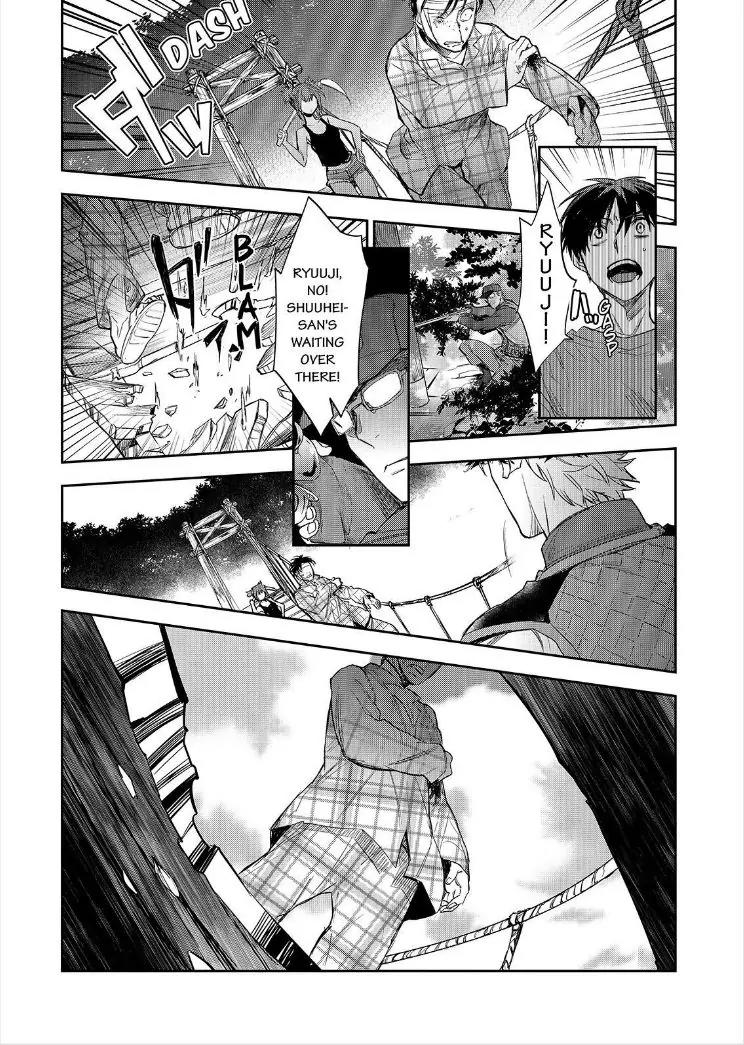 DASH
RYUUJI!
GASP
RYUUJI,
NO!
SHUUHEI-
SAN'S
WAITING
OVER
THERE!
BLAM